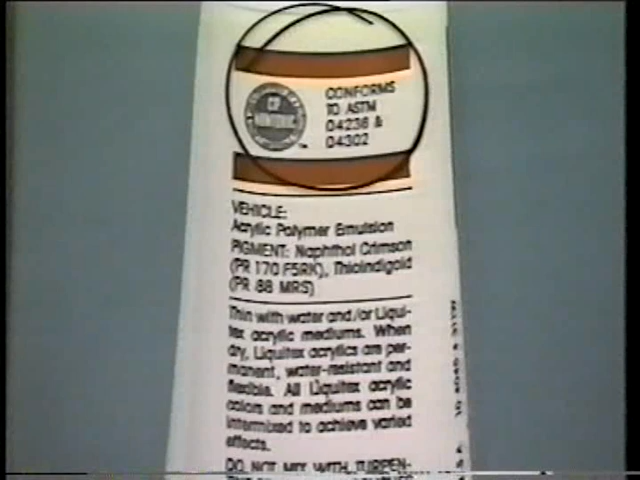 CP
NONTOXIC
CONFORMS
TO ASTM
D4236 &
D4302
VEHICLE:
Acrylic Polymer Emulsion
PIGMENT: Naphthol Crimson
(PR 170 F5RK), Thioindigoid
(PR 88 MRS)
Thin with water and/or Liqui-
tex acrylic mediums. When
dry, Liquitex acrylics are per-
manent, water-resistant and
flexible. All Liquitex acrylic
colors and mediums can be
intermixed to achieve varied
effects.
DO NOT MIX WITH TURPEN-